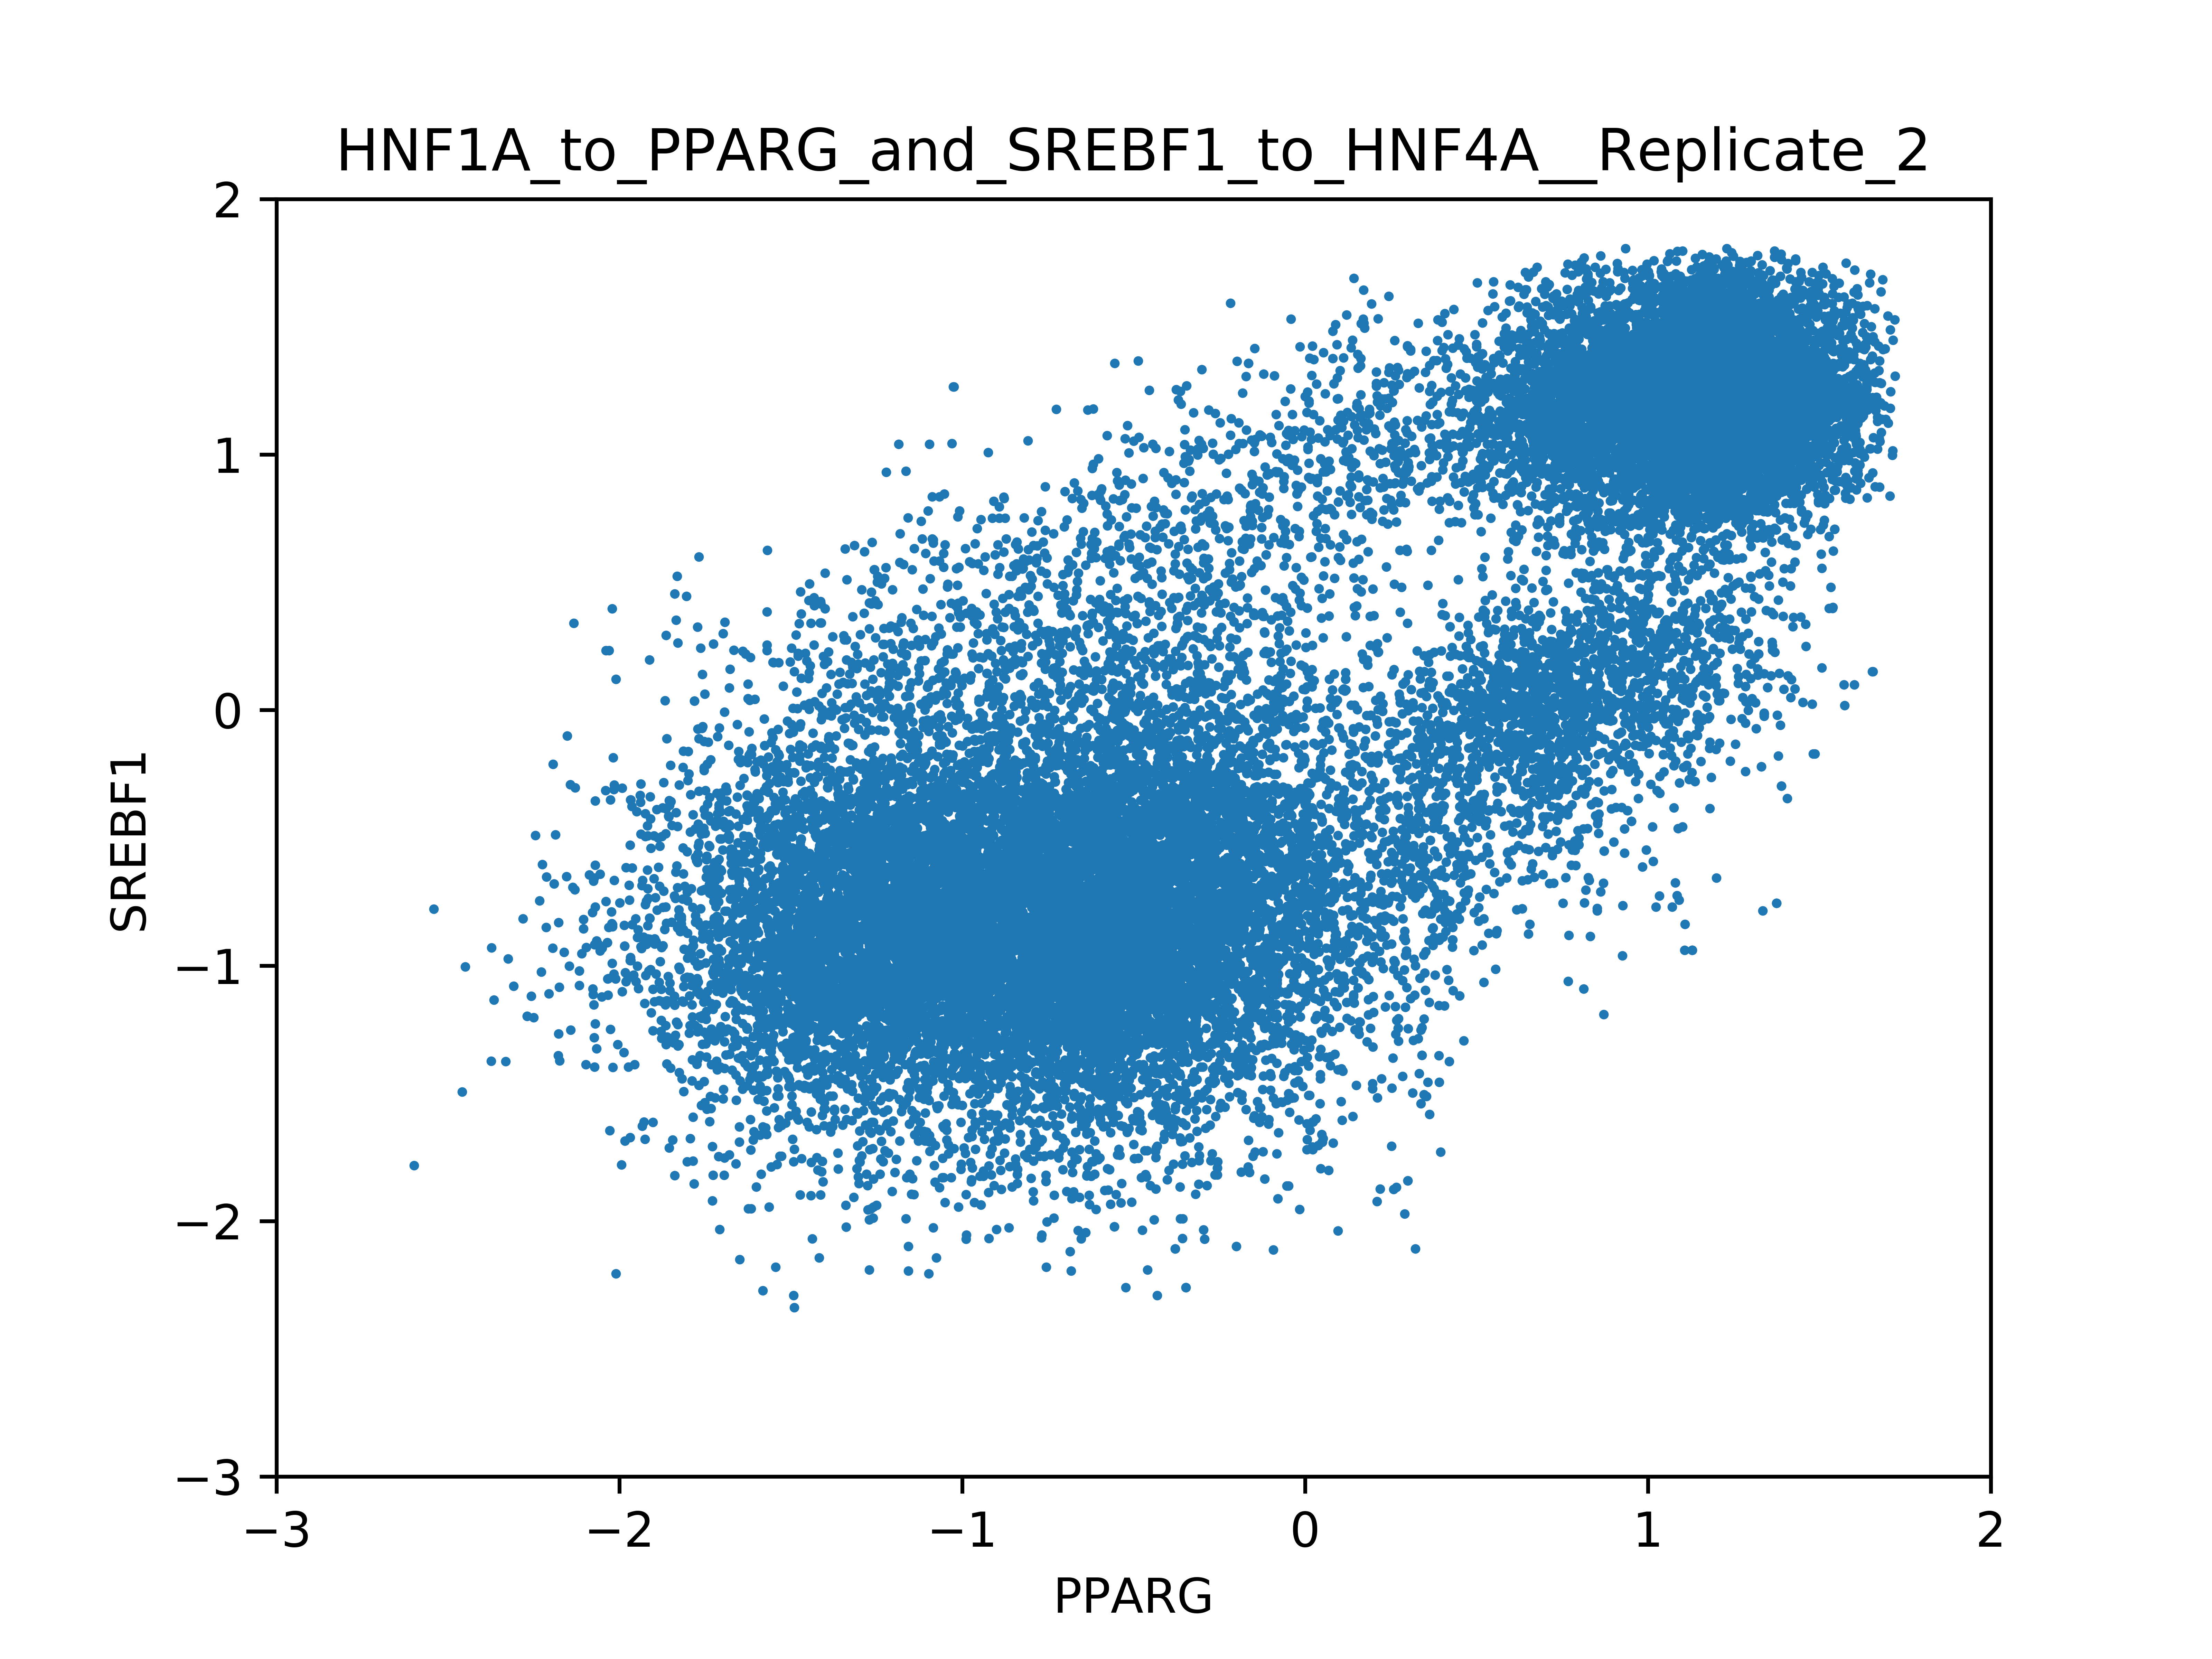 HNF1A_to_PPARG_and_SREBF1_to_HNF4A__Replicate_2
2
1
0
−1
−2
−3
SREBF1
−3 −2 −1 0 1 2
PPARG